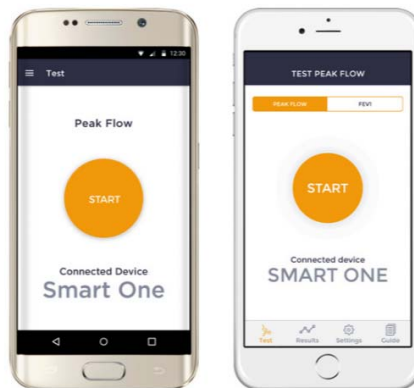 12:30
Test
Peak Flow
START
Connected Device
Smart One
TEST PEAK FLOW
PEAK FLOW
FEV1
START
Connected device
SMART ONE
Test
Results
Settings
Guide